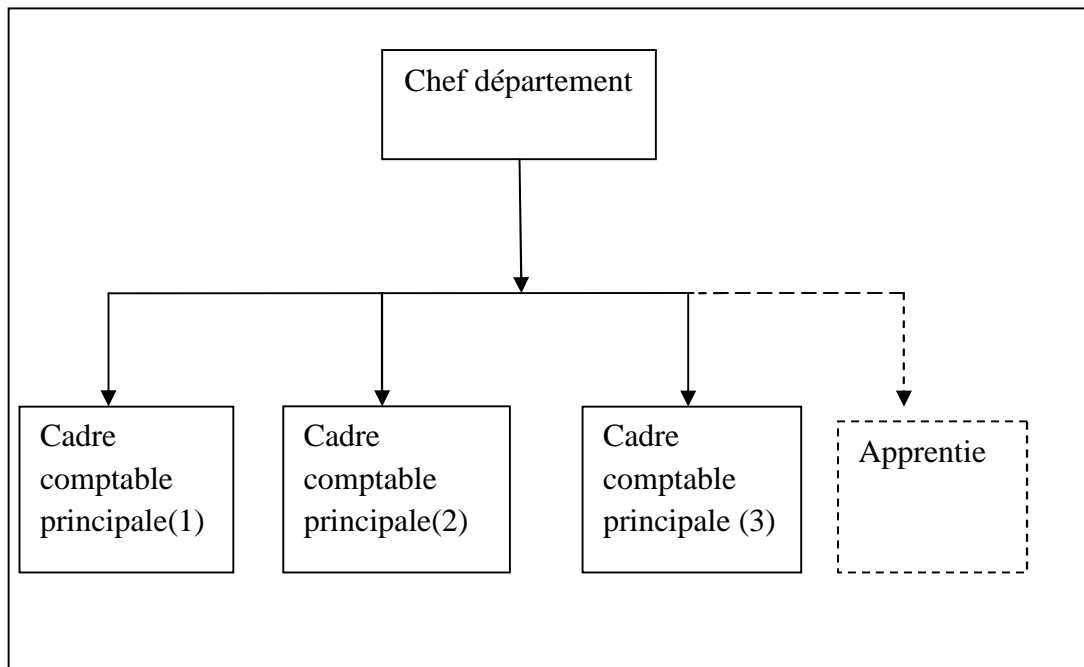 Chef département
Cadre
comptable
principale(1)
Cadre
comptable
principale(2)
Cadre
comptable
principale (3)
Apprentie